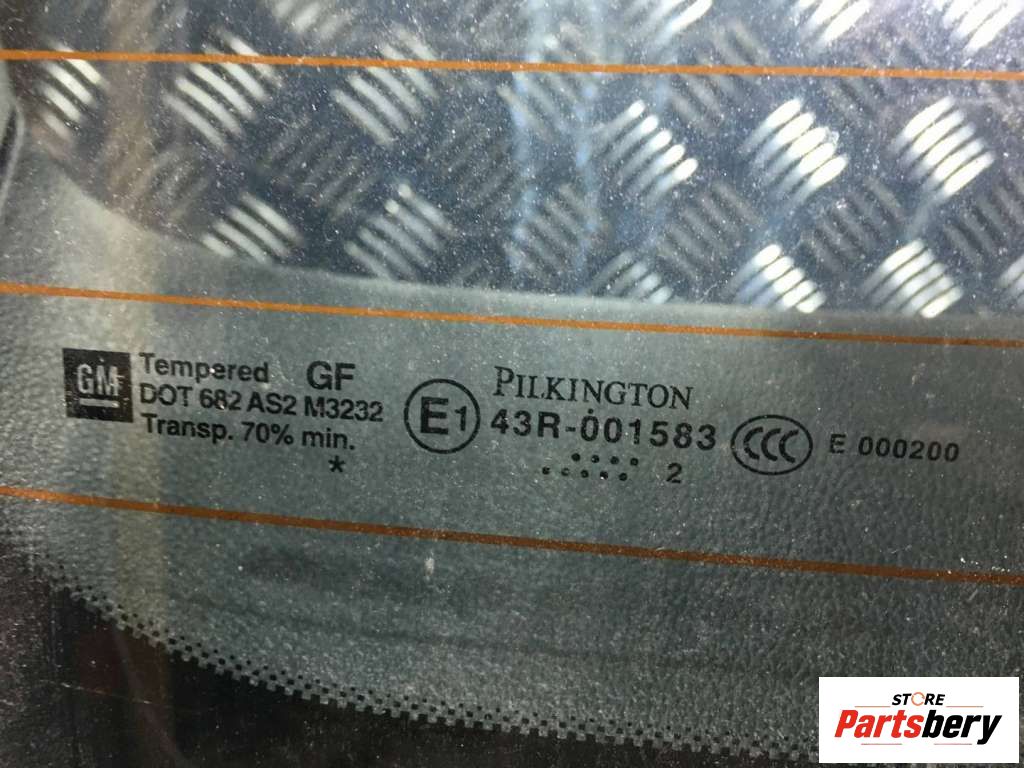 GM
Tempered GF
DOT 682 AS2 M3232
Transp. 70% min.
*
E1
PILKINGTON
43R-001583
2
CCC
E 000200
STORE
Partsbery